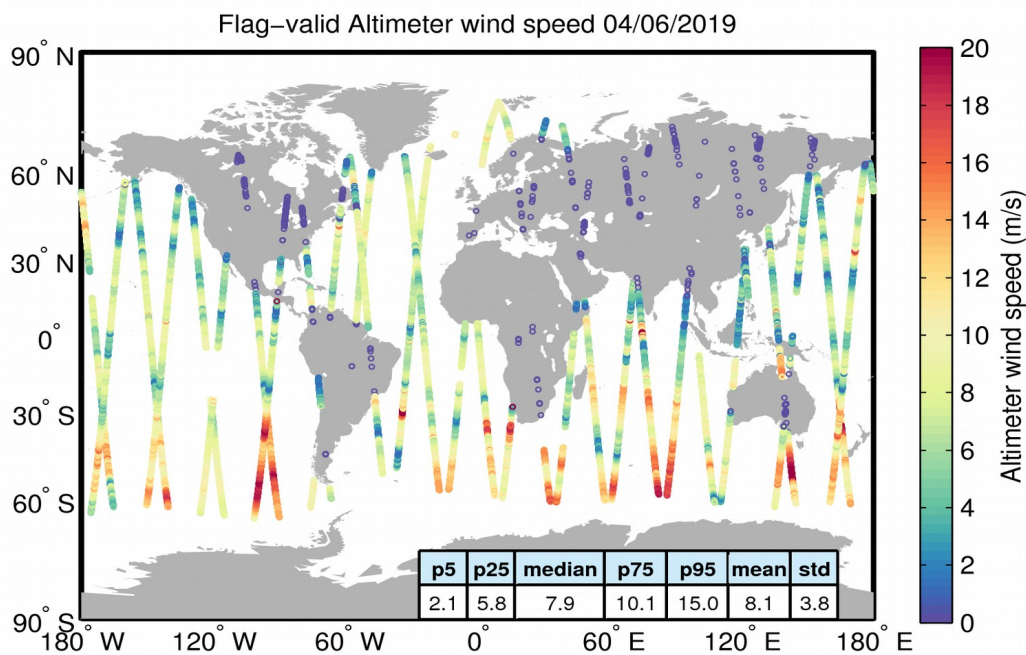 Flag−valid Altimeter wind speed 04/06/2019
90° N
60° N
30° N
0°
30° S
60° S
90° S
180° W
120° W
60° W
0°
60° E
120° E
180° E
p5 p25 median p75 p95 mean std
2.1 5.8 7.9 10.1 15.0 8.1 3.8
20
18
16
14
12
10
8
6
4
2
0
Altimeter wind speed (m/s)